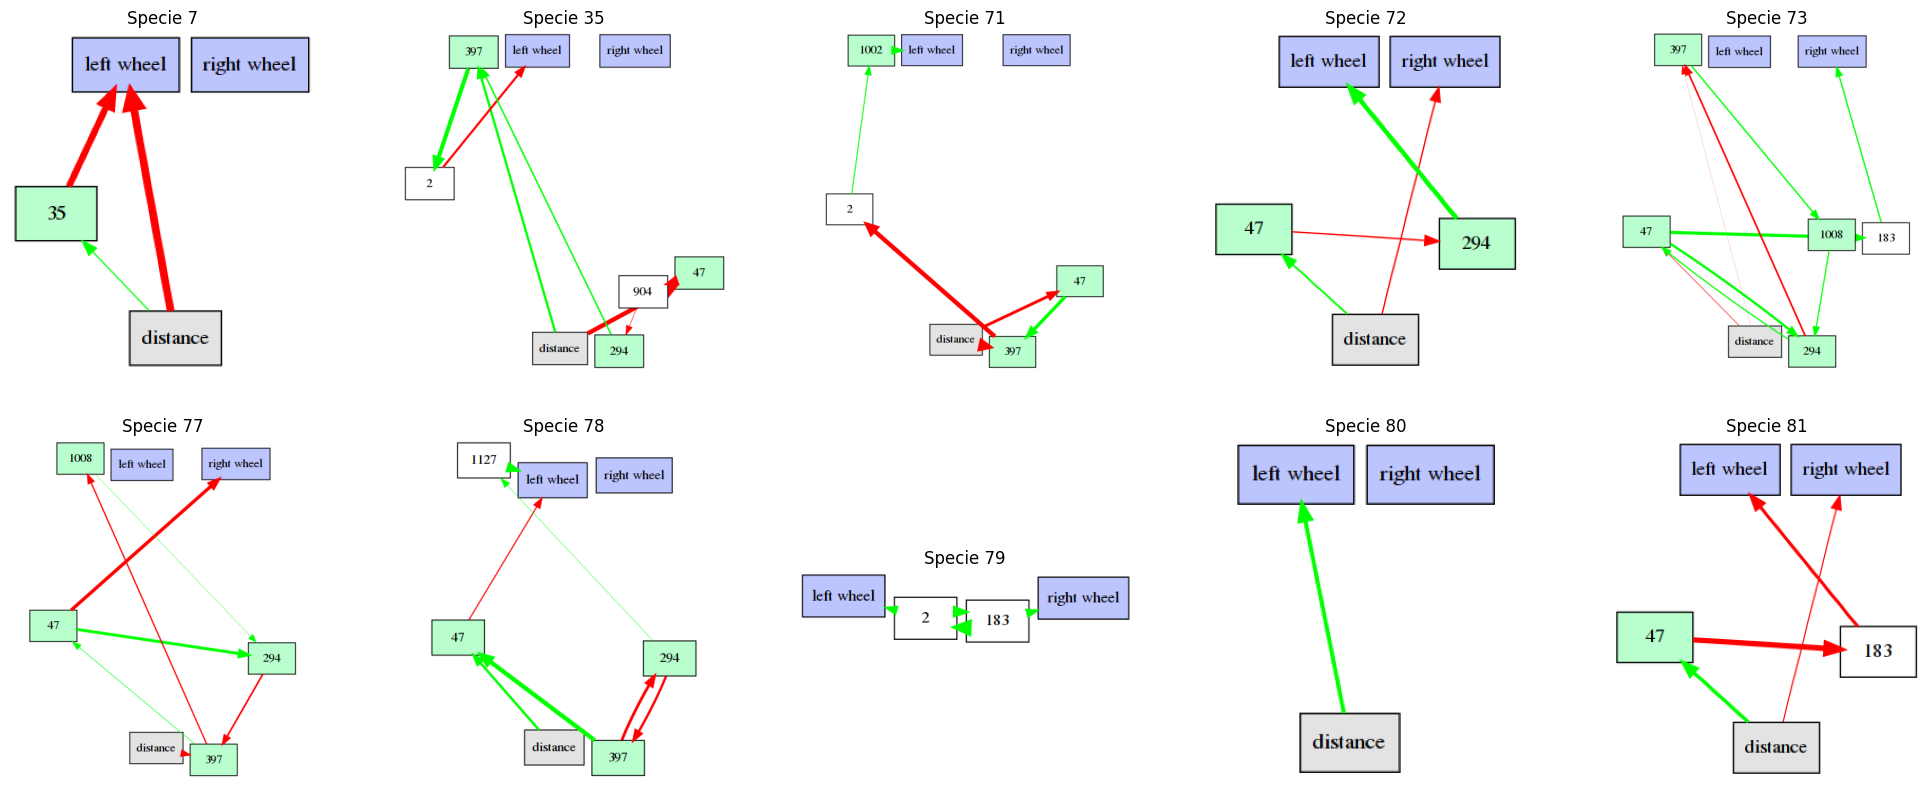 Specie 7
left wheel
right wheel
35
distance
Specie 35
397
left wheel
right wheel
2
47
904
distance
294
Specie 71
1002
left wheel
right wheel
2
47
distance
397
Specie 72
left wheel
right wheel
47
294
distance
Specie 73
397
left wheel
right wheel
47
1008
183
distance
294
Specie 77
1008
left wheel
right wheel
47
294
distance
397
Specie 78
1127
left wheel
right wheel
47
294
distance
397
Specie 79
left wheel
2
183
right wheel
Specie 80
left wheel
right wheel
distance
Specie 81
left wheel
right wheel
47
183
distance